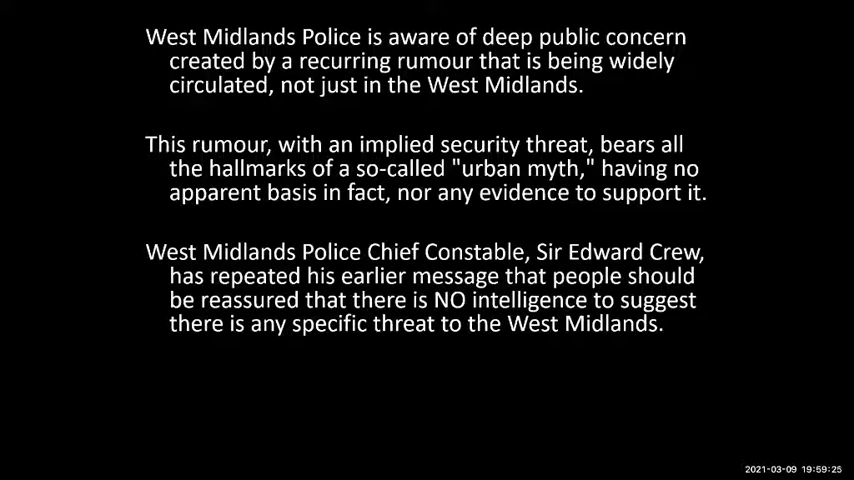 West Midlands Police is aware of deep public concern
created by a recurring rumour that is being widely
circulated, not just in the West Midlands.
This rumour, with an implied security threat, bears all
the hallmarks of a so-called "urban myth," having no
apparent basis in fact, nor any evidence to support it.
West Midlands Police Chief Constable, Sir Edward Crew,
has repeated his earlier message that people should
be reassured that there is NO intelligence to suggest
there is any specific threat to the West Midlands.
2021-03-09 19:59:25